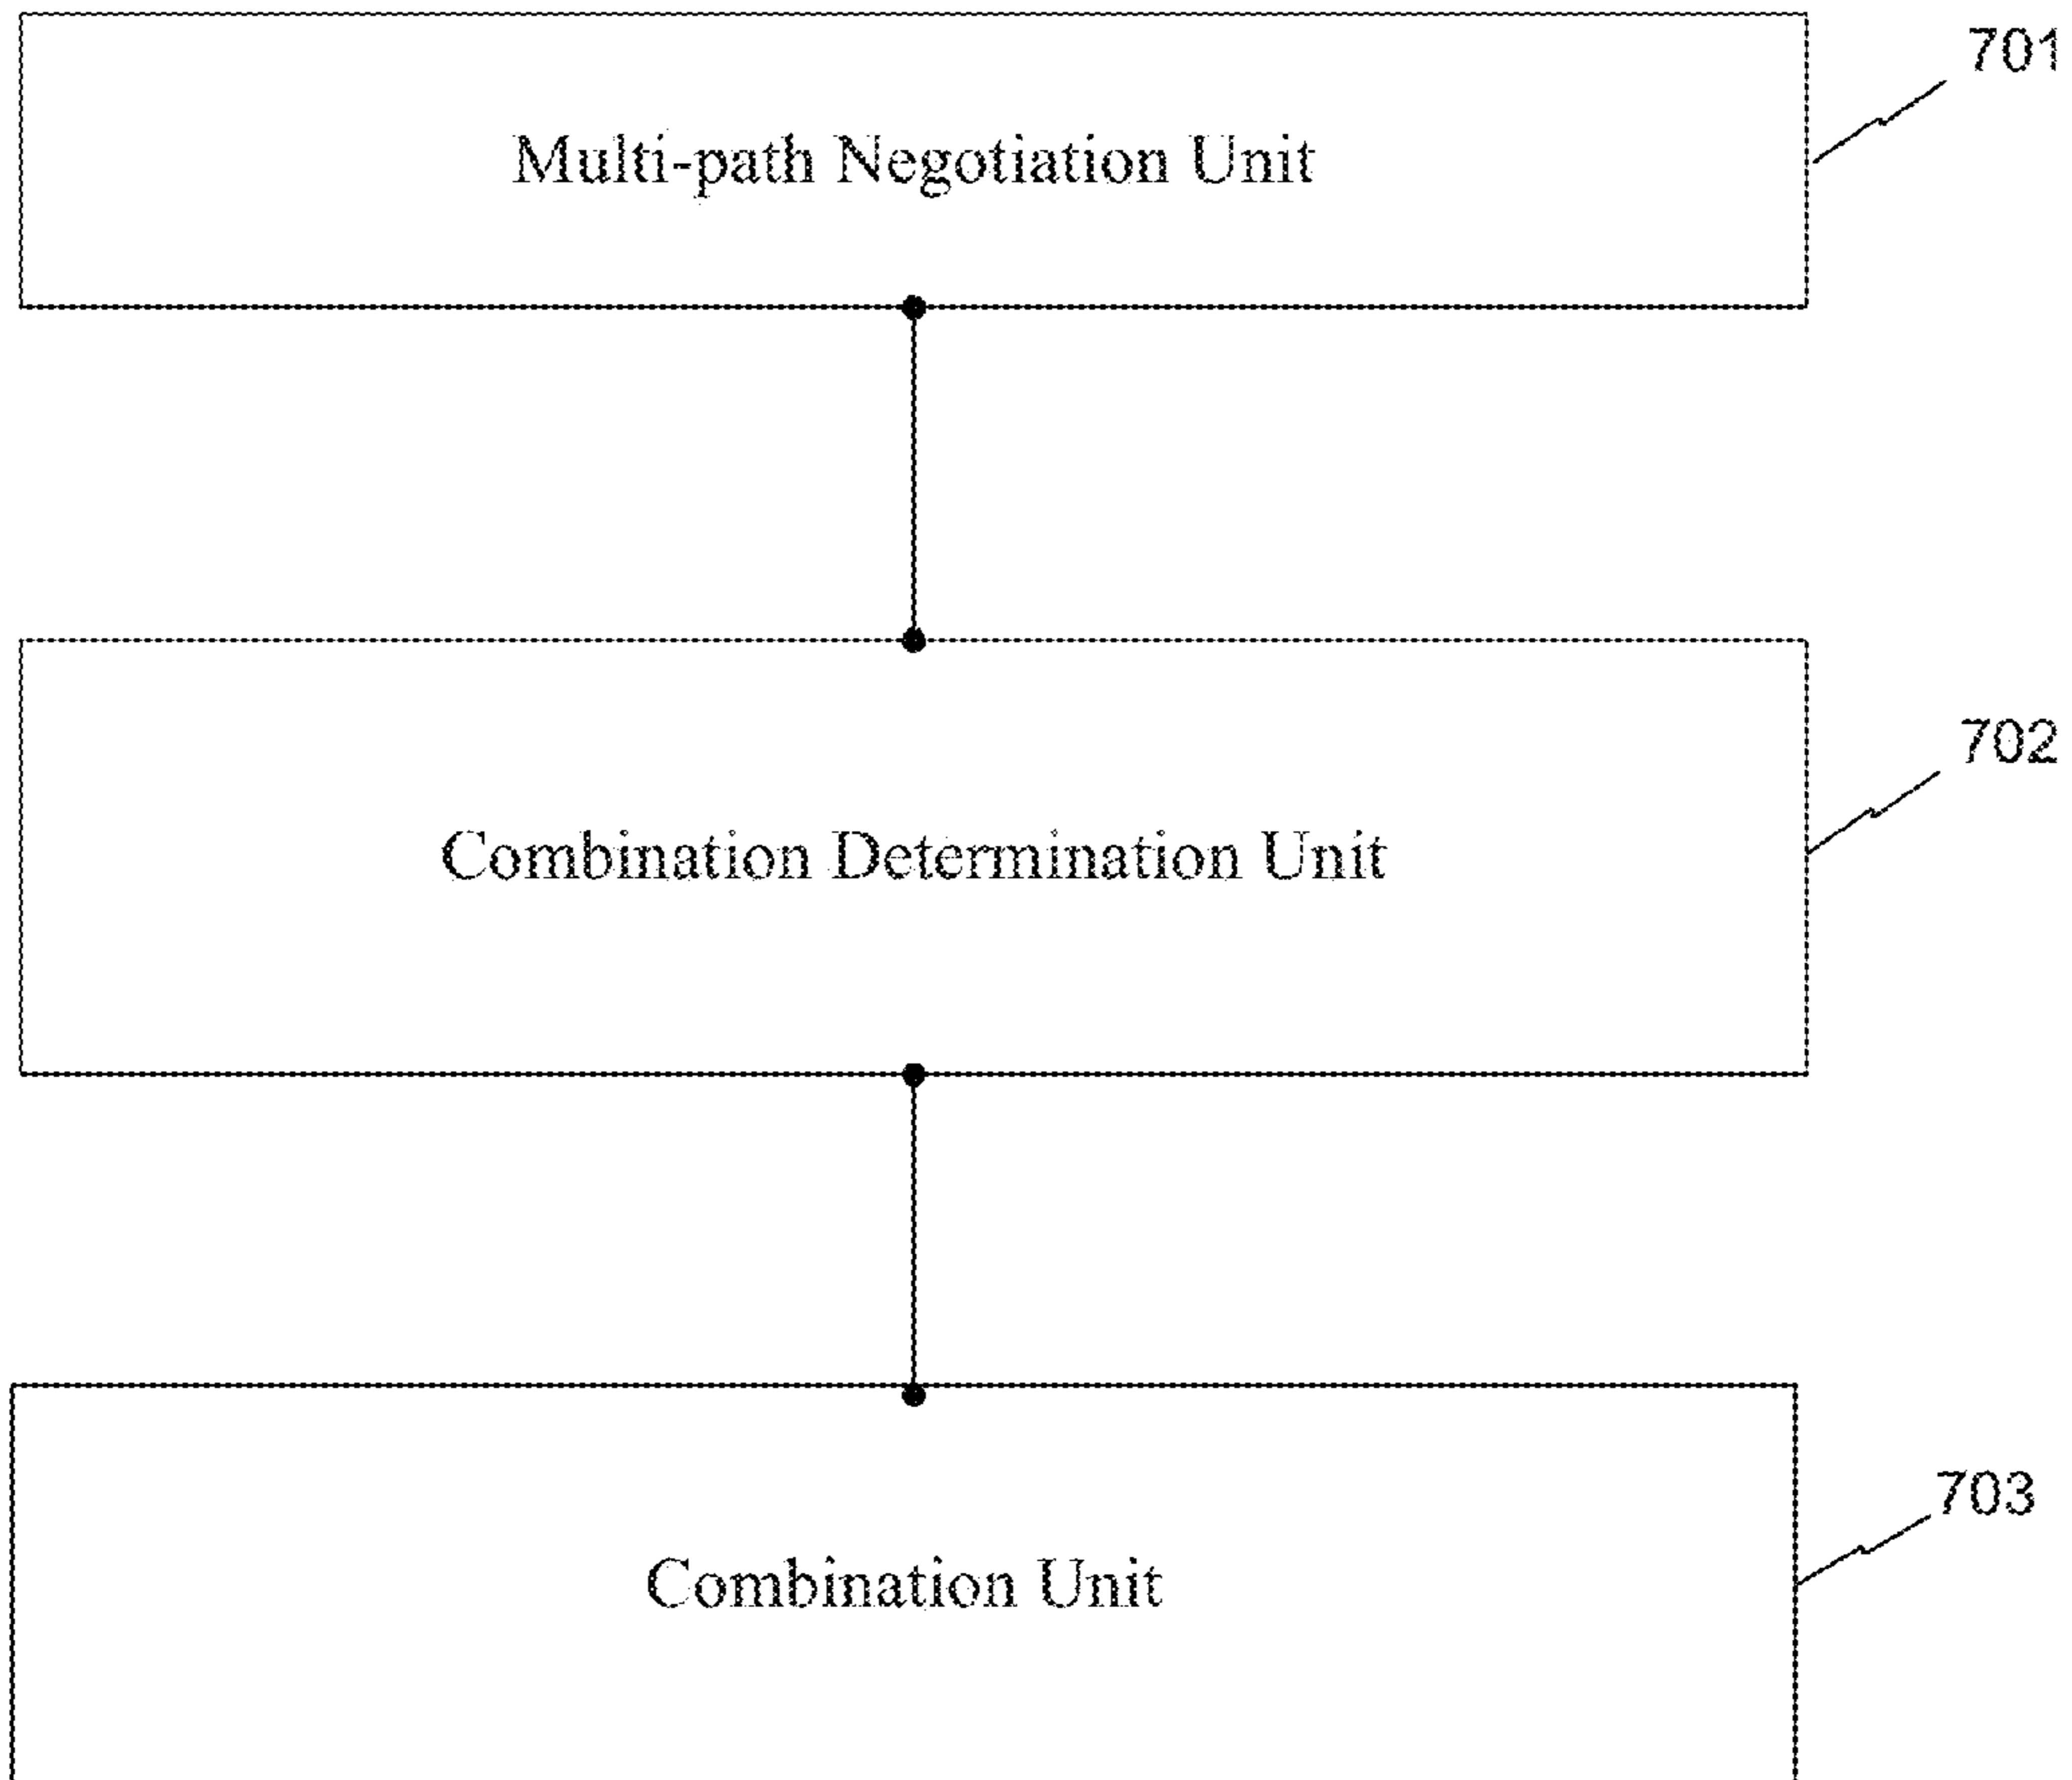 701
Multi-path Negotiation Unit
702
Combination Determination Unit
703
Combination Unit